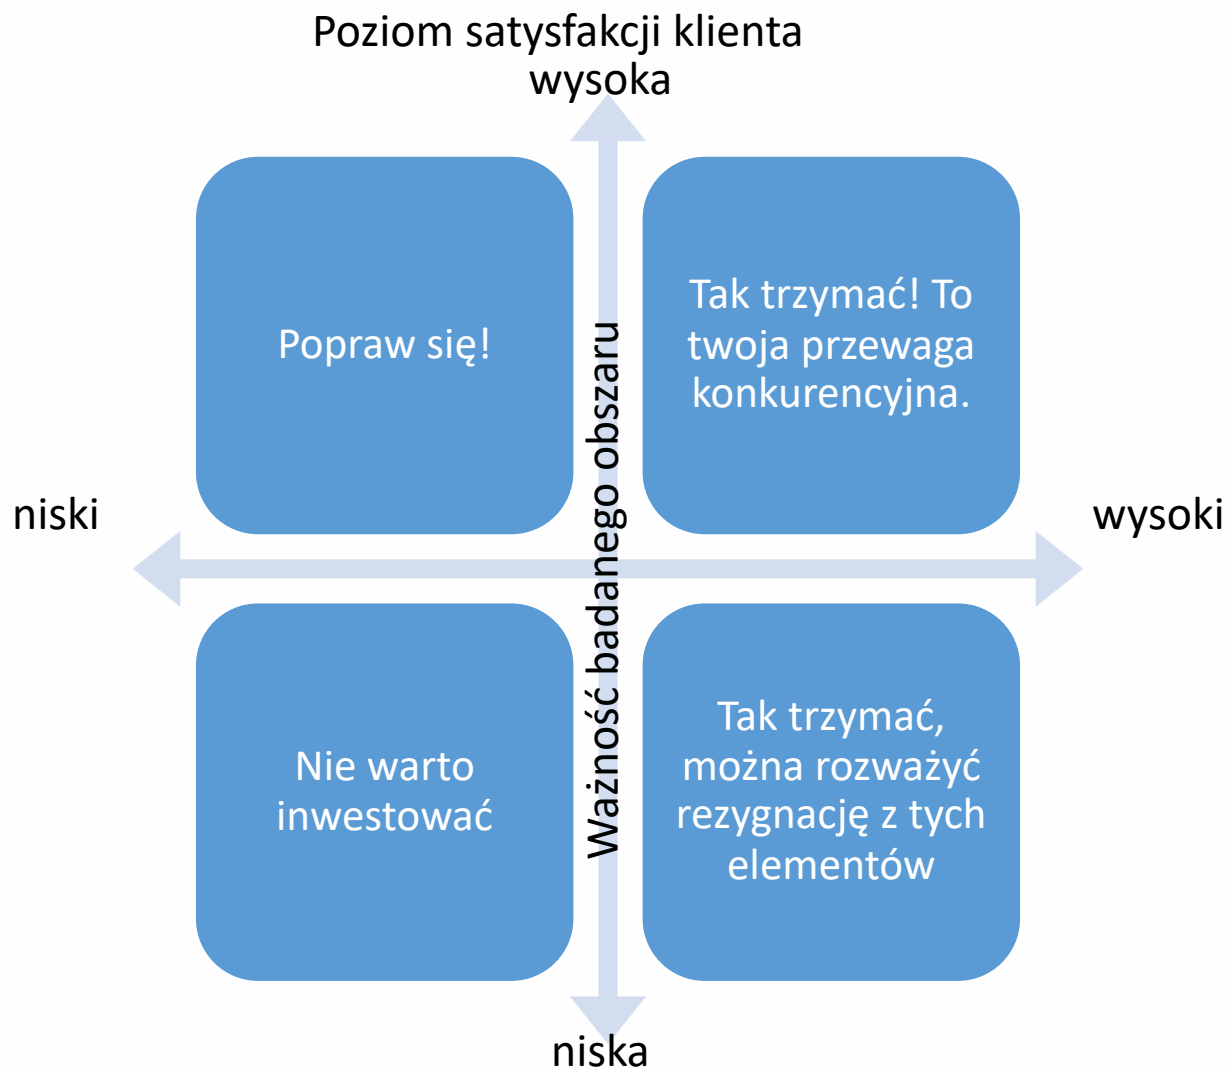 Poziom satysfakcji klienta
wysoka
Popraw się!
Tak trzymać! To
twoja przewaga
konkurencyjna.
Ważność badanego obszaru
niski
wysoki
Nie warto
inwestować
Tak trzymać,
można rozważyć
rezygnację z tych
elementów
niska